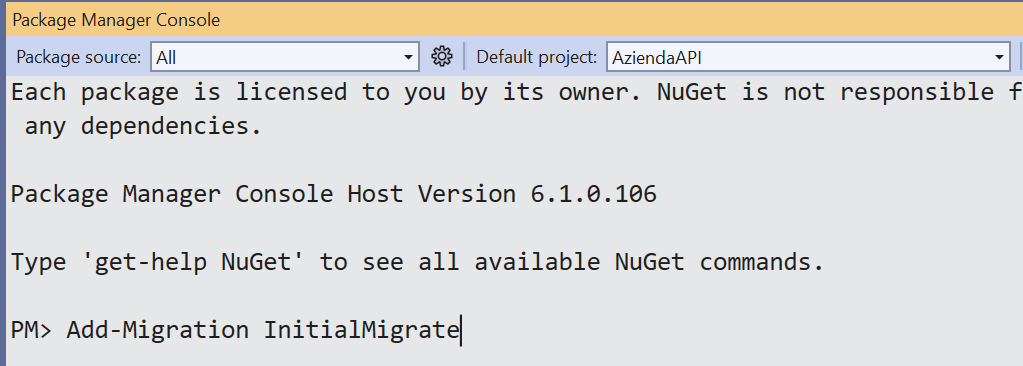 Package Manager Console
Package source: All Default project: AziendaAPI
Each package is licensed to you by its owner. NuGet is not responsible
any dependencies.
Package Manager Console Host Version 6.1.0.106
Type 'get-help NuGet' to see all available NuGet commands.
PM> Add-Migration InitialMigrate